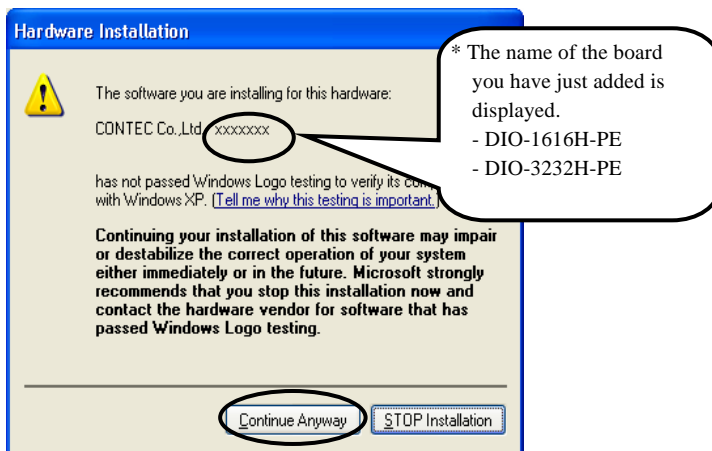 Hardware Installation
* The name of the board
you have just added is
displayed.
- DIO-1616H-PE
- DIO-3232H-PE
The software you are installing for this hardware:
CONTEC Co.,Ltd. xxxxxxx
has not passed Windows Logo testing to verify its
with Windows XP. (Tell me why this testing is important.)
Continuing your installation of this software may impair
or destabilize the correct operation of your system
either immediately or in the future. Microsoft strongly
recommends that you stop this installation now and
contact the hardware vendor for software that has
passed Windows Logo testing.
Continue Anyway
STOP Installation